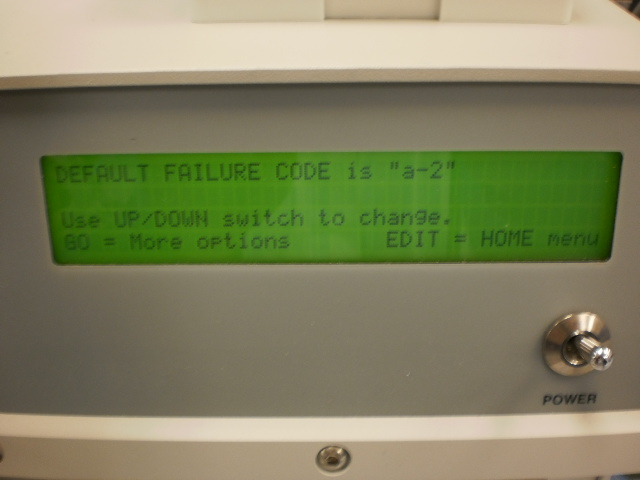 DEFAULT FAILURE CODE is "a-2"
Use UP/DOWN switch to change.
GO = More options EDIT = HOME menu
POWER